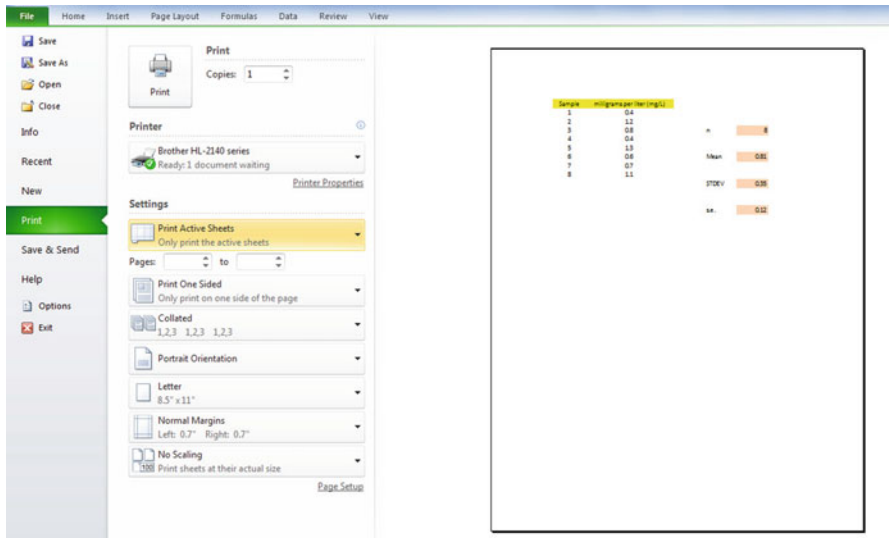 File Home Insert Page Layout Formulas Data Review View
Save
Save As
Open
Close
Info
Recent
New
Print
Save & Send
Help
Options
Exit
Print
Print
Copies: 1
Printer
Brother HL-2140 series
Ready: 1 document waiting
Printer Properties
Settings
Print Active Sheets
Only print the active sheets
Pages: to
Print One Sided
Only print on one side of the page
Collated
1,2,3 1,2,3 1,2,3
Portrait Orientation
Letter
8.5" x 11"
Normal Margins
Left: 0.7" Right: 0.7"
No Scaling
100 Print sheets at their actual size
Page Setup
Sample milligrams per liter (mg/L)
1 0.4
2 1.2
3 0.8 n 8
4 0.4
5 1.3
6 0.6 Mean 0.81
7 0.7
8 1.1
STDEV
s.e. 0.12